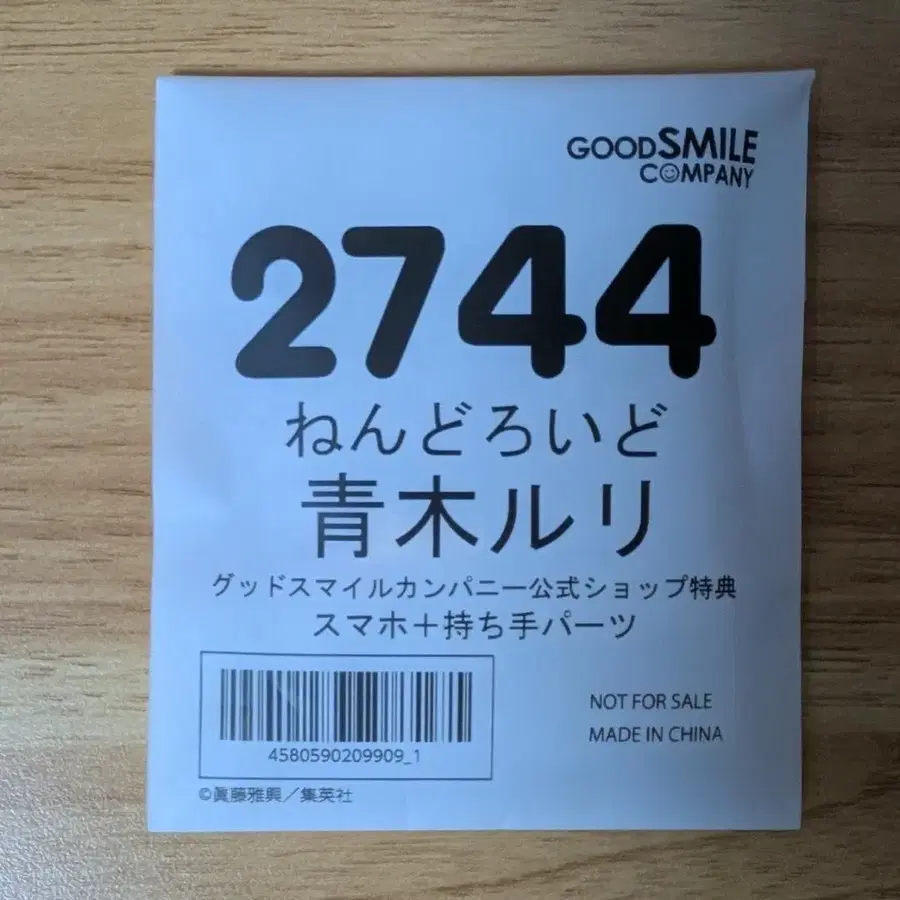 GOODSMILE
COMPANY
2744
ねんどろいど
青木ルリ
グッドスマイルカンパニー公式ショップ特典
スマホ＋持ち手パーツ
NOT FOR SALE
MADE IN CHINA
4580590209909_1
©眞藤雅興／集英社